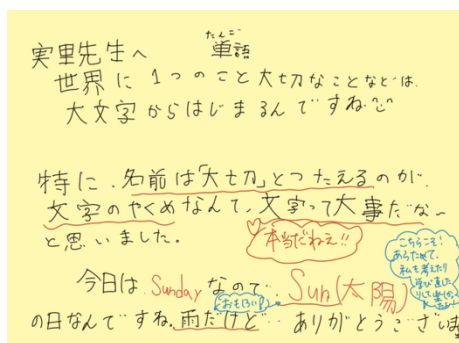 実里先生へ 単語
たんご
世界に1つのこと大切なことなどは、
大文字からはじまるんですね
特に、名前は「大切」とつたえるのが、
文字のやくめなんて、文字って大事だな〜
と思いました。
本当だねえ!!
今日はSundayなので、Sun(太陽)
の日なんですね。雨だけど… ありがとうございま
おもしろい!
こちらこそ!
あらためて、
私も考えたり
学び直した
りして楽しか